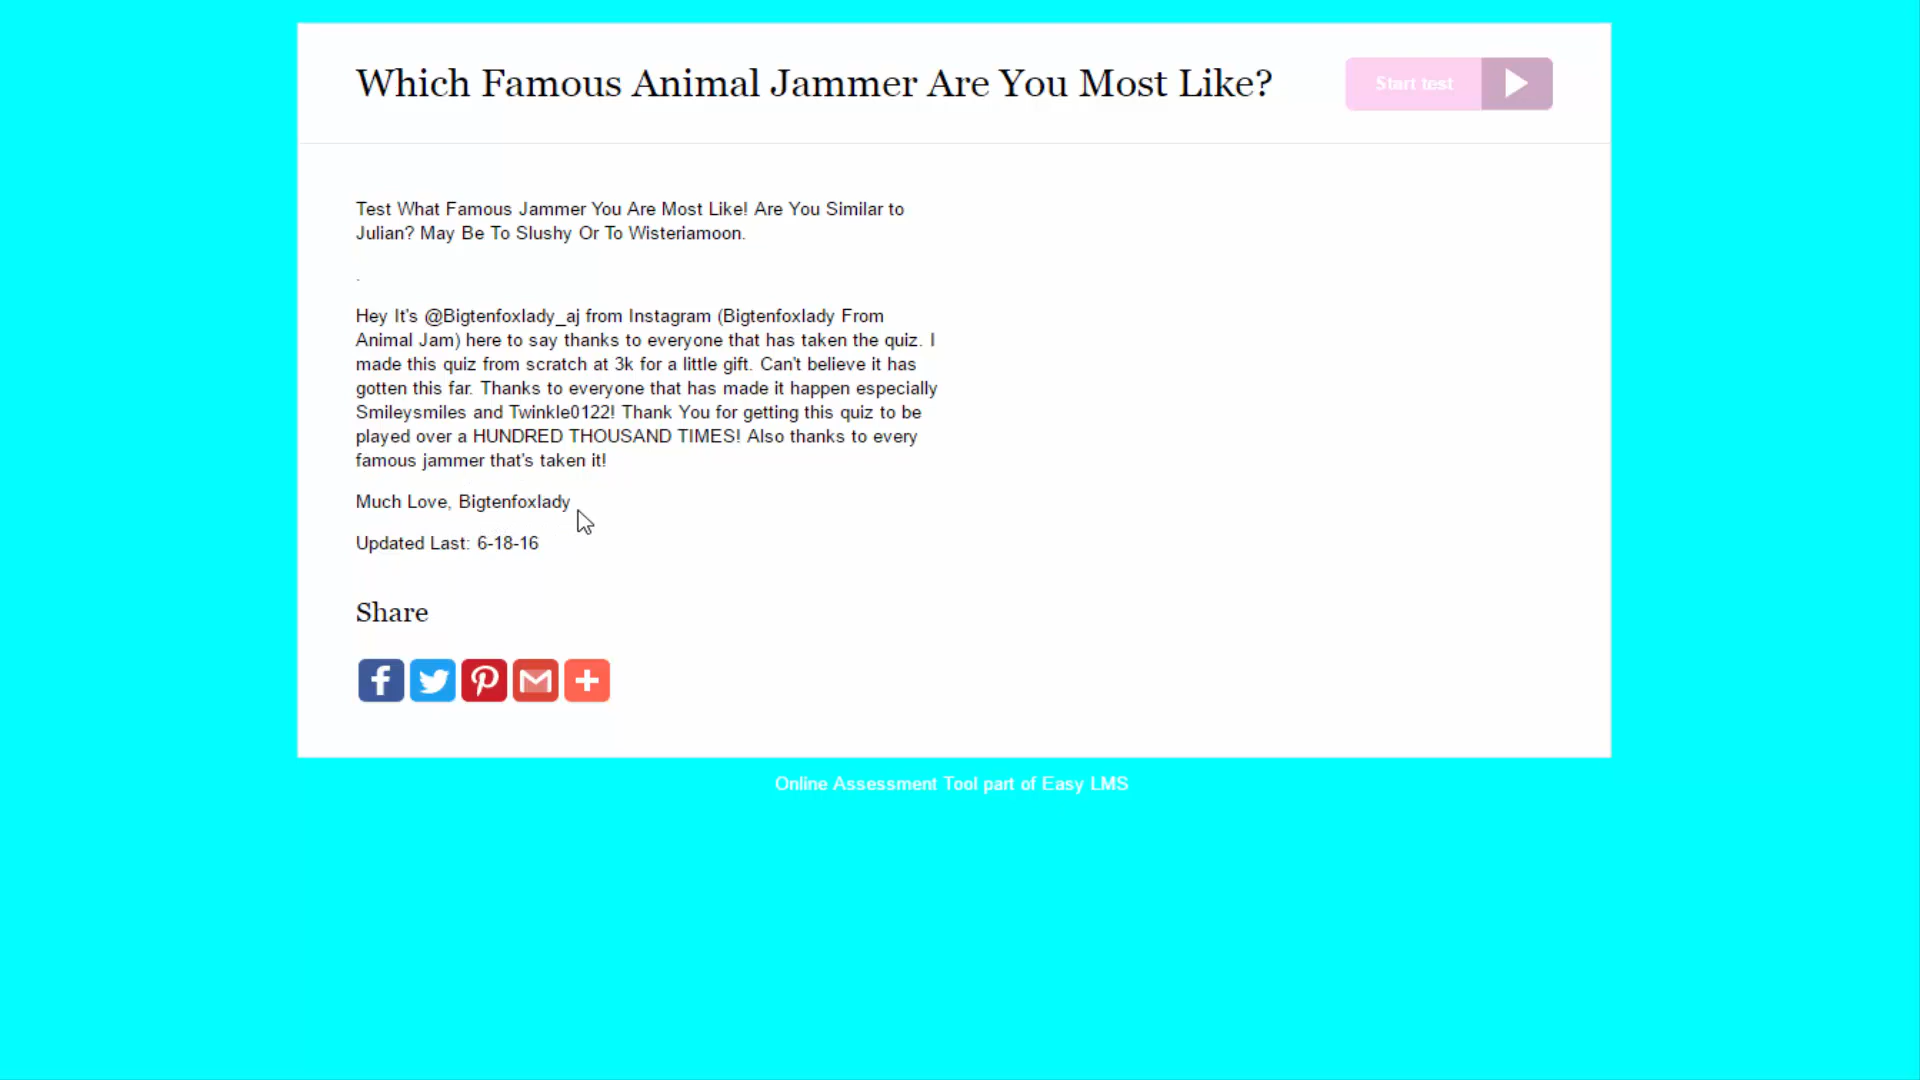 Which Famous Animal Jammer Are You Most Like?
Start test
Test What Famous Jammer You Are Most Like! Are You Similar to
Julian? May Be To Slushy Or To Wisteriamoon.
.
Hey It's @Bigtenfoxlady_aj from Instagram (Bigtenfoxlady From
Animal Jam) here to say thanks to everyone that has taken the quiz. I
made this quiz from scratch at 3k for a little gift. Can't believe it has
gotten this far. Thanks to everyone that has made it happen especially
Smileysmiles and Twinkle0122! Thank You for getting this quiz to be
played over a HUNDRED THOUSAND TIMES! Also thanks to every
famous jammer that's taken it!
Much Love, Bigtenfoxlady
Updated Last: 6-18-16
Share
Online Assessment Tool part of Easy LMS